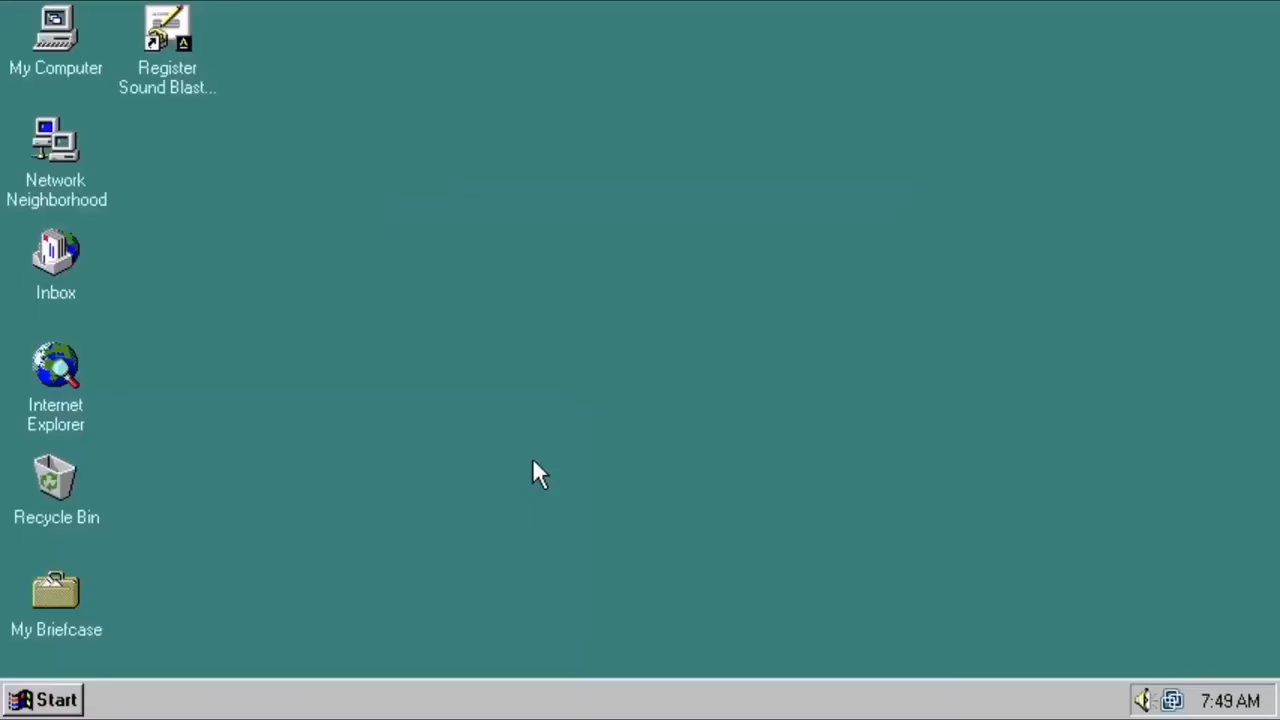 My Computer
Register
Sound Blast...
Network
Neighborhood
Inbox
Internet
Explorer
Recycle Bin
My Briefcase
Start
7:49 AM